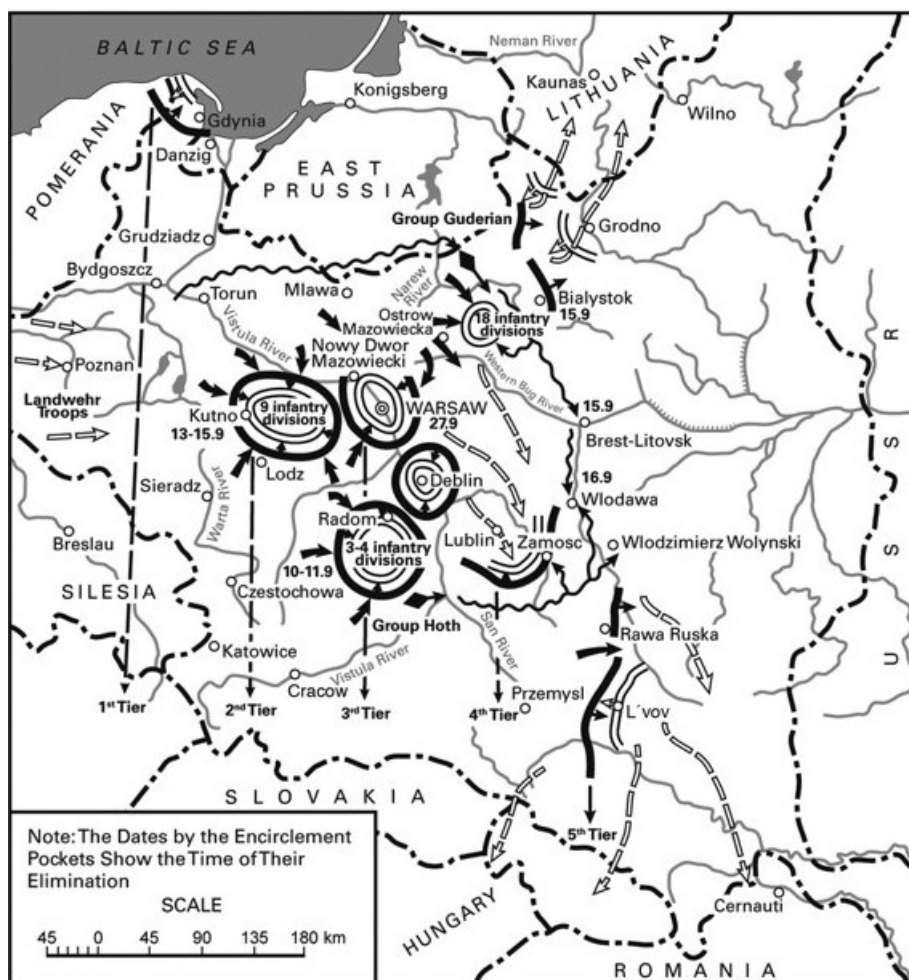 BALTIC SEA
Neman River
Kaunas
LITHUANIA
Wilno
Konigsberg
Gdynia
Danzig
POMERANIA
EAST
PRUSSIA
Group Guderian
Grodno
Grudziadz
Bydgoszcz
Torun
Mlawa
Narew
River
Bialystok
15.9
Ostrow
Mazowiecka
18 infantry
divisions
Vistula River
Nowy Dwor
Mazowiecki
Poznan
Landwehr
Troops
Western Bug River
Kutno
13-15.9
9 infantry
divisions
WARSAW
27.9
15.9
Brest-Litovsk
Lodz
Sieradz
Warta River
Deblin
16.9
Wlodawa
Breslau
Radom
3-4 infantry
divisions
10-11.9
Lublin
II
Zamosc
Wlodzimierz Wolynski
SILESIA
Czestochowa
Group Hoth
Rawa Ruska
Katowice
Vistula River
Cracow
San River
Przemysl
L´vov
1st Tier
2nd Tier
3rd Tier
4th Tier
5th Tier
USSR
SLOVAKIA
HUNGARY
Cernauti
ROMANIA
Note: The Dates by the Encirclement
Pockets Show the Time of Their
Elimination
SCALE
45 0 45 90 135 180 km